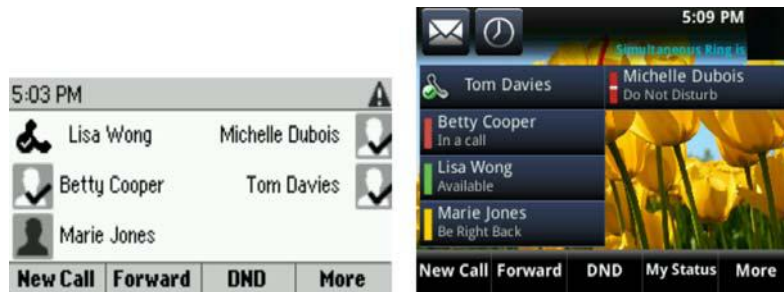 5:03 PM
Lisa Wong
Michelle Dubois
Betty Cooper
Tom Davies
Marie Jones
New Call Forward DND More
5:09 PM
Simultaneous Ring is
Tom Davies
Michelle Dubois
Do Not Disturb
Betty Cooper
In a call
Lisa Wong
Available
Marie Jones
Be Right Back
New Call Forward DND My Status More